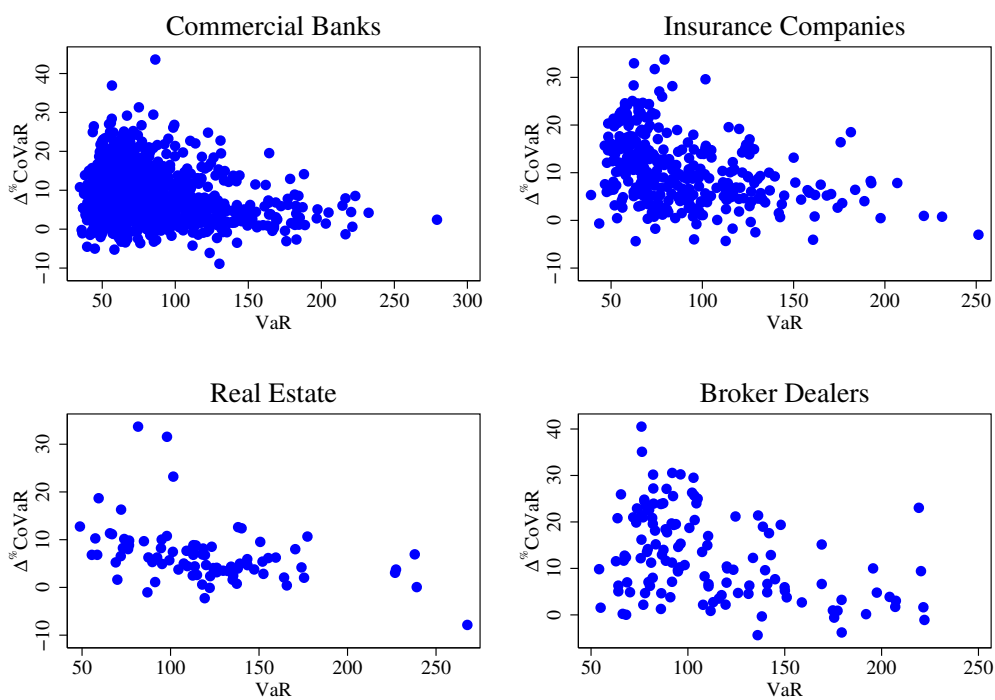 Commercial Banks
Δ%CoVaR
−10 0 10 20 30 40
50 100 150 200 250 300
VaR
Insurance Companies
Δ%CoVaR
−10 0 10 20 30
50 100 150 200 250
VaR
Real Estate
Δ%CoVaR
−10 0 10 20 30
50 100 150 200 250
VaR
Broker Dealers
Δ%CoVaR
0 10 20 30 40
50 100 150 200 250
VaR